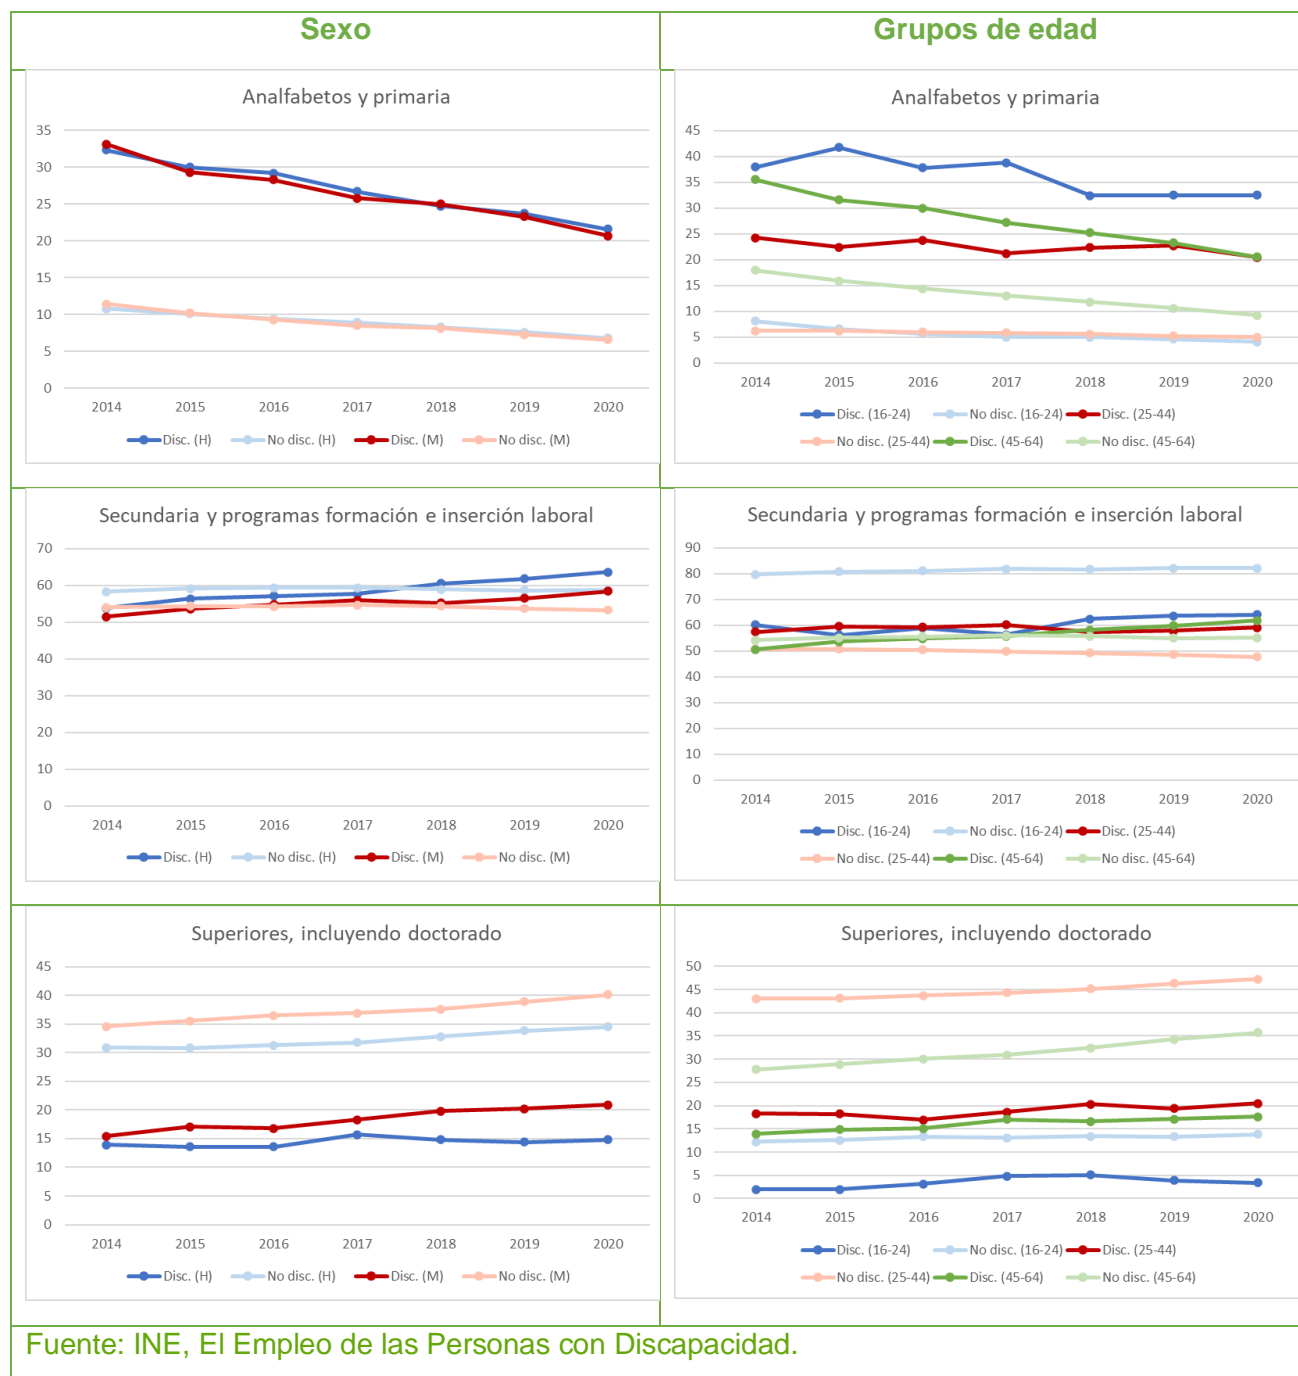 Sexo
Grupos de edad
Analfabetos y primaria
35
30
25
20
15
10
5
0
2014 2015 2016 2017 2018 2019 2020
Disc. (H) No disc. (H) Disc. (M) No disc. (M)
Analfabetos y primaria
45
40
35
30
25
20
15
10
5
0
2014 2015 2016 2017 2018 2019 2020
Disc. (16-24) No disc. (16-24) Disc. (25-44)
No disc. (25-44) Disc. (45-64) No disc. (45-64)
Secundaria y programas formación e inserción laboral
70
60
50
40
30
20
10
0
2014 2015 2016 2017 2018 2019 2020
Disc. (H) No disc. (H) Disc. (M) No disc. (M)
Secundaria y programas formación e inserción laboral
90
80
70
60
50
40
30
20
10
0
2014 2015 2016 2017 2018 2019 2020
Disc. (16-24) No disc. (16-24) Disc. (25-44)
No disc. (25-44) Disc. (45-64) No disc. (45-64)
Superiores, incluyendo doctorado
45
40
35
30
25
20
15
10
5
0
2014 2015 2016 2017 2018 2019 2020
Disc. (H) No disc. (H) Disc. (M) No disc. (M)
Superiores, incluyendo doctorado
50
45
40
35
30
25
20
15
10
5
0
2014 2015 2016 2017 2018 2019 2020
Disc. (16-24) No disc. (16-24) Disc. (25-44)
No disc. (25-44) Disc. (45-64) No disc. (45-64)
Fuente: INE, El Empleo de las Personas con Discapacidad.